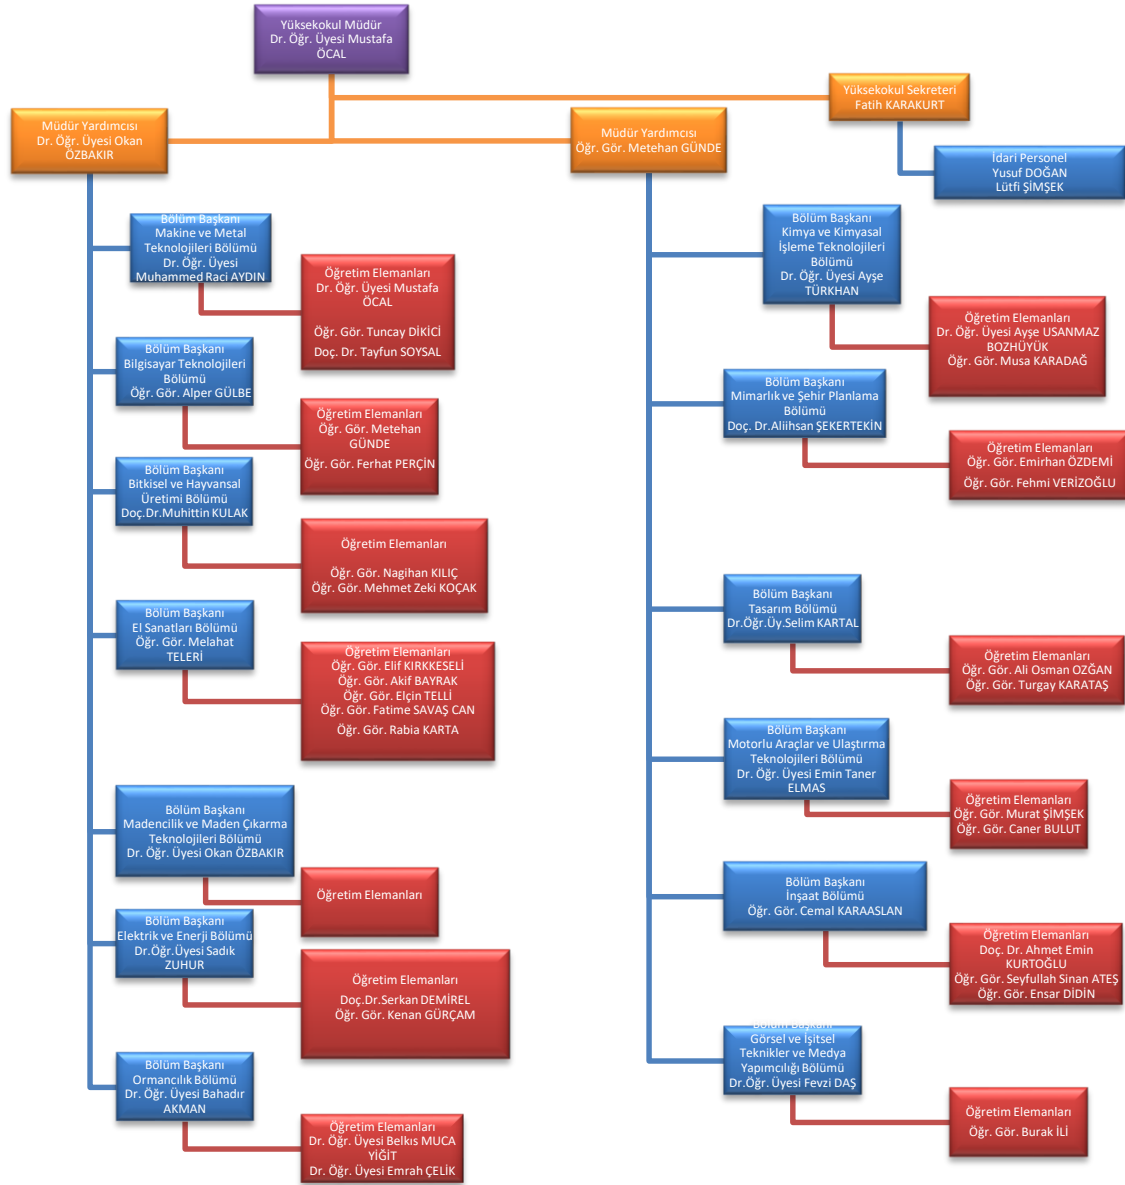 Yüksekokul Müdür
Dr. Öğr. Üyesi Mustafa
ÖCAL
Yüksekokul Sekreteri
Fatih KARAKURT
Müdür Yardımcısı
Dr. Öğr. Üyesi Okan
ÖZBAKIR
Müdür Yardımcısı
Öğr. Gör. Metehan GÜNDE
İdari Personel
Yusuf DOĞAN
Lütfi ŞİMŞEK
Bölüm Başkanı
Makine ve Metal
Teknolojileri Bölümü
Dr. Öğr. Üyesi
Muhammed Raci AYDIN
Öğretim Elemanları
Dr. Öğr. Üyesi Mustafa
ÖCAL
Öğr. Gör. Tuncay DİKİCİ
Doç. Dr. Tayfun SOYSAL
Bölüm Başkanı
Bilgisayar Teknolojileri
Bölümü
Öğr. Gör. Alper GÜLBE
Öğretim Elemanları
Öğr. Gör. Metehan
GÜNDE
Öğr. Gör. Ferhat PERÇİN
Bölüm Başkanı
Bitkisel ve Hayvansal
Üretimi Bölümü
Doç.Dr.Muhittin KULAK
Öğretim Elemanları
Öğr. Gör. Nagihan KILIÇ
Öğr. Gör. Mehmet Zeki KOÇAK
Bölüm Başkanı
El Sanatları Bölümü
Öğr. Gör. Melahat
TELERİ
Öğretim Elemanları
Öğr. Gör. Elif KIRKKESELİ
Öğr. Gör. Akif BAYRAK
Öğr. Gör. Elçin TELLİ
Öğr. Gör. Fatime SAVAŞ CAN
Öğr. Gör. Rabia KARTA
Bölüm Başkanı
Madencilik ve Maden Çıkarma
Teknolojileri Bölümü
Dr. Öğr. Üyesi Okan ÖZBAKIR
Öğretim Elemanları
Bölüm Başkanı
Elektrik ve Enerji Bölümü
Dr.Öğr.Üyesi Sadık
ZUHUR
Öğretim Elemanları
Doç.Dr.Serkan DEMİREL
Öğr. Gör. Kenan GÜRÇAM
Bölüm Başkanı
Ormancılık Bölümü
Dr. Öğr. Üyesi Bahadır
AKMAN
Öğretim Elemanları
Dr. Öğr. Üyesi Belkıs MUCA
YİĞİT
Dr. Öğr. Üyesi Emrah ÇELİK
Bölüm Başkanı
Kimya ve Kimyasal
İşleme Teknolojileri
Bölümü
Dr. Öğr. Üyesi Ayşe
TÜRKHAN
Öğretim Elemanları
Dr. Öğr. Üyesi Ayşe USANMAZ
BOZHÜYÜK
Öğr. Gör. Musa KARADAĞ
Bölüm Başkanı
Mimarlık ve Şehir Planlama
Bölümü
Doç. Dr.Aliihsan ŞEKERTEKİN
Öğretim Elemanları
Öğr. Gör. Emirhan ÖZDEMİ
Öğr. Gör. Fehmi VERİZOĞLU
Bölüm Başkanı
Tasarım Bölümü
Dr.Öğr.Üy.Selim KARTAL
Öğretim Elemanları
Öğr. Gör. Ali Osman OZĞAN
Öğr. Gör. Turgay KARATAŞ
Bölüm Başkanı
Motorlu Araçlar ve Ulaştırma
Teknolojileri Bölümü
Dr. Öğr. Üyesi Emin Taner
ELMAS
Öğretim Elemanları
Öğr. Gör. Murat ŞİMŞEK
Öğr. Gör. Caner BULUT
Bölüm Başkanı
İnşaat Bölümü
Öğr. Gör. Cemal KARAASLAN
Öğretim Elemanları
Doç. Dr. Ahmet Emin
KURTOĞLU
Öğr. Gör. Seyfullah Sinan ATEŞ
Öğr. Gör. Ensar DİDİN
Bölüm Başkanı
Görsel ve İşitsel
Teknikler ve Medya
Yapımcılığı Bölümü
Dr.Öğr. Üyesi Fevzi DAŞ
Öğretim Elemanları
Öğr. Gör. Burak İLİ